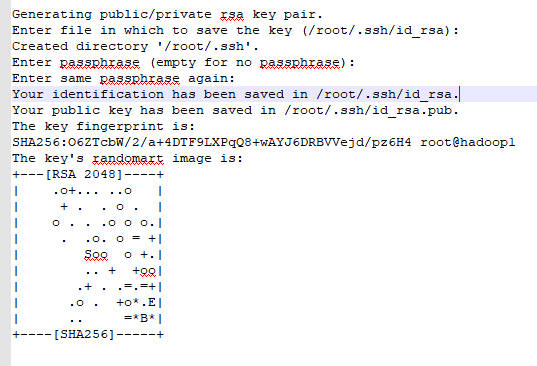 Generating public/private rsa key pair.
Enter file in which to save the key (/root/.ssh/id_rsa):
Created directory '/root/.ssh'.
Enter passphrase (empty for no passphrase):
Enter same passphrase again:
Your identification has been saved in /root/.ssh/id_rsa.
Your public key has been saved in /root/.ssh/id_rsa.pub.
The key fingerprint is:
SHA256:O6ZTcbW/2/a+4DTF9LXPqQ8+wAYJ6DRBVVejd/pz6H4 root@hadoop1
The key's randomart image is:
+---[RSA 2048]----+
|    .o+... ..o   |
|     + .  . o .  |
|    o . . .o o o.|
|     .  .o. o = +|
|       Soo  o +.|
|       .. +  +oo|
|      .+ . .=.=+|
|     .o .  +o*.E|
|     ..     =*B*|
+----[SHA256]-----+